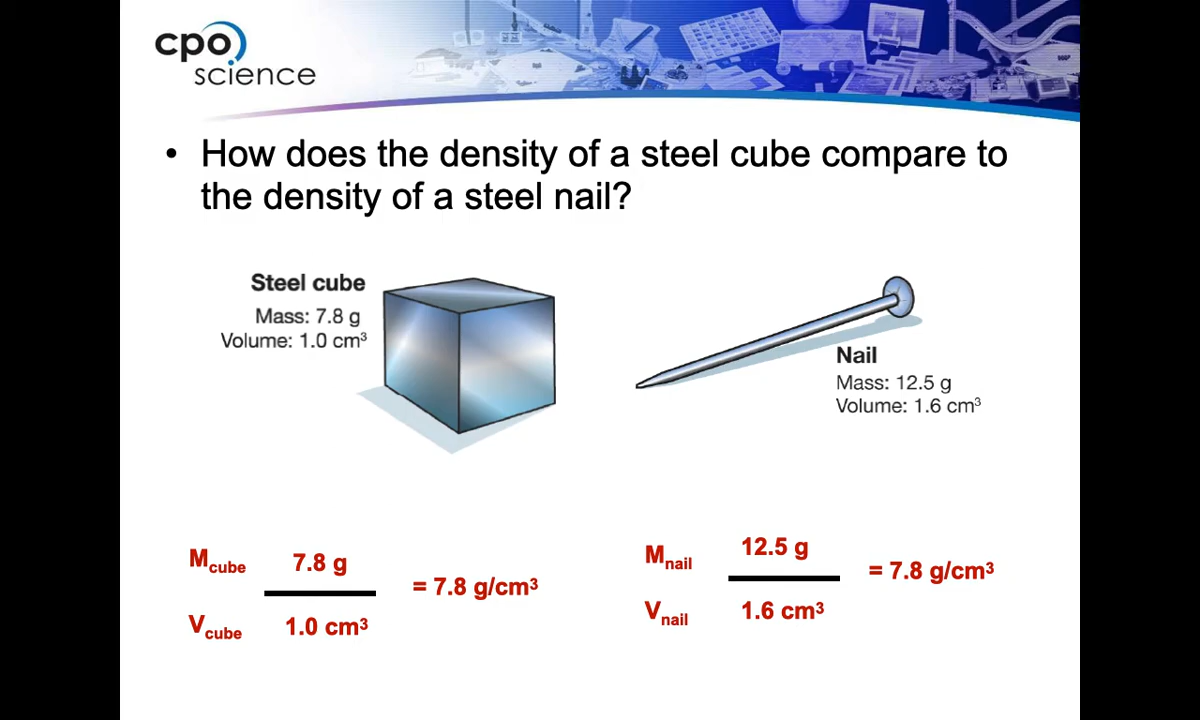 cpo
science
• How does the density of a steel cube compare to
the density of a steel nail?
Steel cube
Mass: 7.8 g
Volume: 1.0 cm³
Nail
Mass: 12.5 g
Volume: 1.6 cm³
Mcube 7.8 g = 7.8 g/cm³
Vcube 1.0 cm³
Mnail 12.5 g = 7.8 g/cm³
Vnail 1.6 cm³